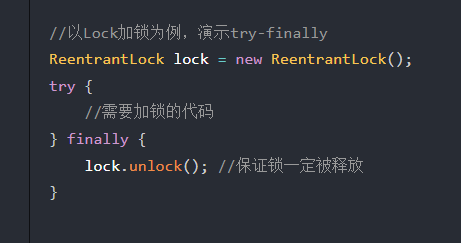 //以Lock加锁为例，演示try-finally
ReentrantLock lock = new ReentrantLock();
try {
    //需要加锁的代码
} finally {
    lock.unlock(); //保证锁一定被释放
}